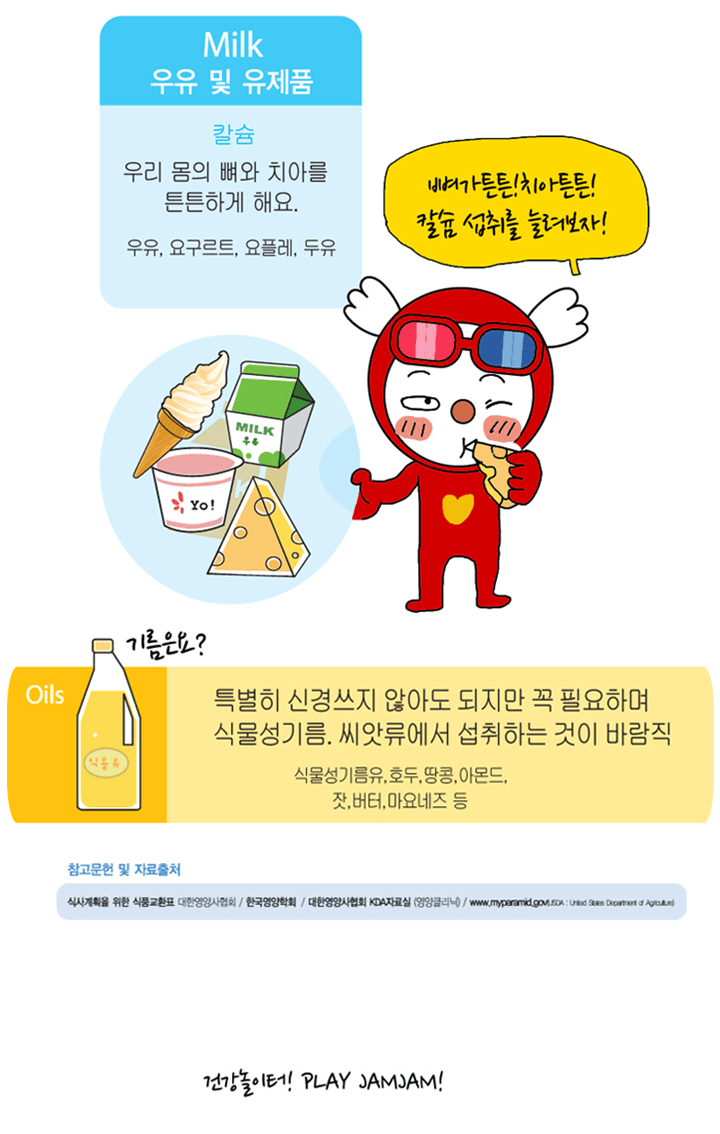 Milk
우유 및 유제품
칼슘
우리 몸의 뼈와 치아를
튼튼하게 해요.
우유, 요구르트, 요플레, 두유
뼈가튼튼!치아튼튼!
칼슘 섭취를 늘려보자!
MILK
우유
Yo!
기름은요?
Oils
식물유
특별히 신경쓰지 않아도 되지만 꼭 필요하며
식물성기름. 씨앗류에서 섭취하는 것이 바람직
식물성기름유,호두,땅콩,아몬드,
잣,버터,마요네즈 등
참고문헌 및 자료출처
식사계획을 위한 식품교환표 대한영양사협회 / 한국영양학회 / 대한영양사협회 KDA자료실 (영양클리닉) / www.myparamid.gov(USDA : United States Department of Agriculture)
건강놀이터! PLAY JAMJAM!